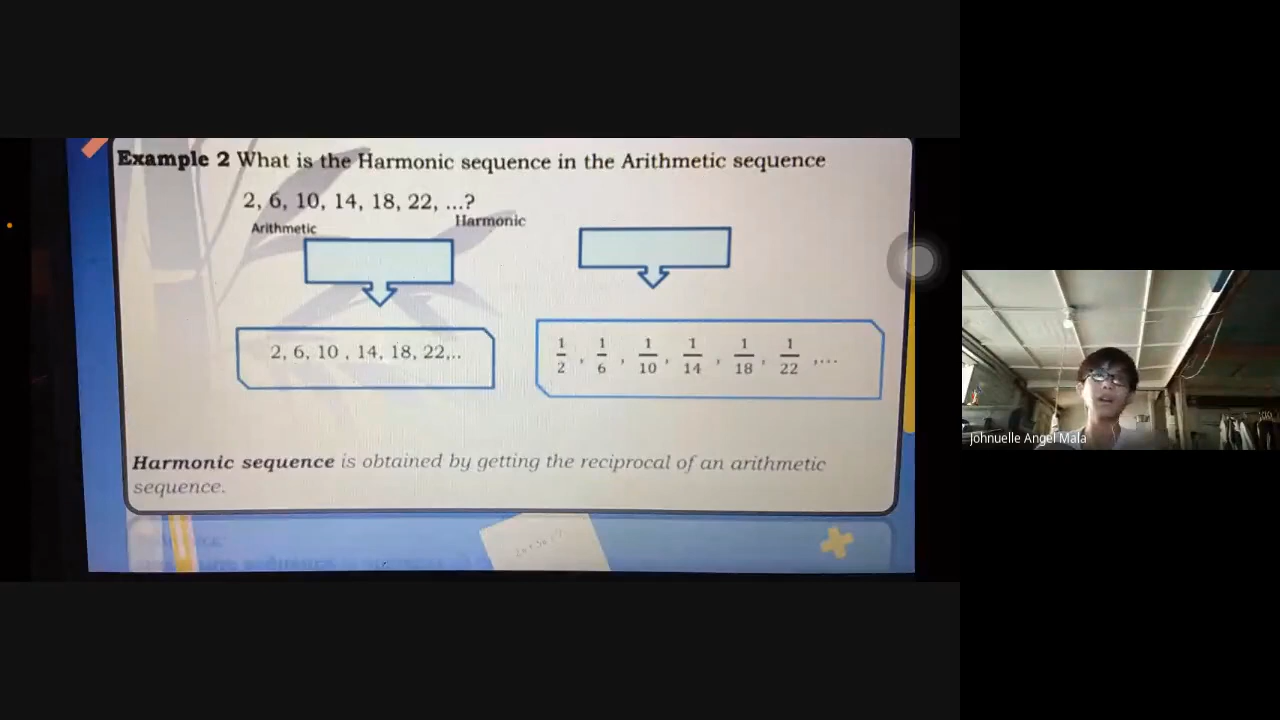 Example 2 What is the Harmonic sequence in the Arithmetic sequence
2, 6, 10, 14, 18, 22, ...?
Arithmetic
Harmonic
2, 6, 10 , 14, 18, 22,..
1/2 , 1/6 , 1/10 , 1/14 , 1/18 , 1/22 ,...
Harmonic sequence is obtained by getting the reciprocal of an arithmetic
sequence.
Johnuelle Angel Mala